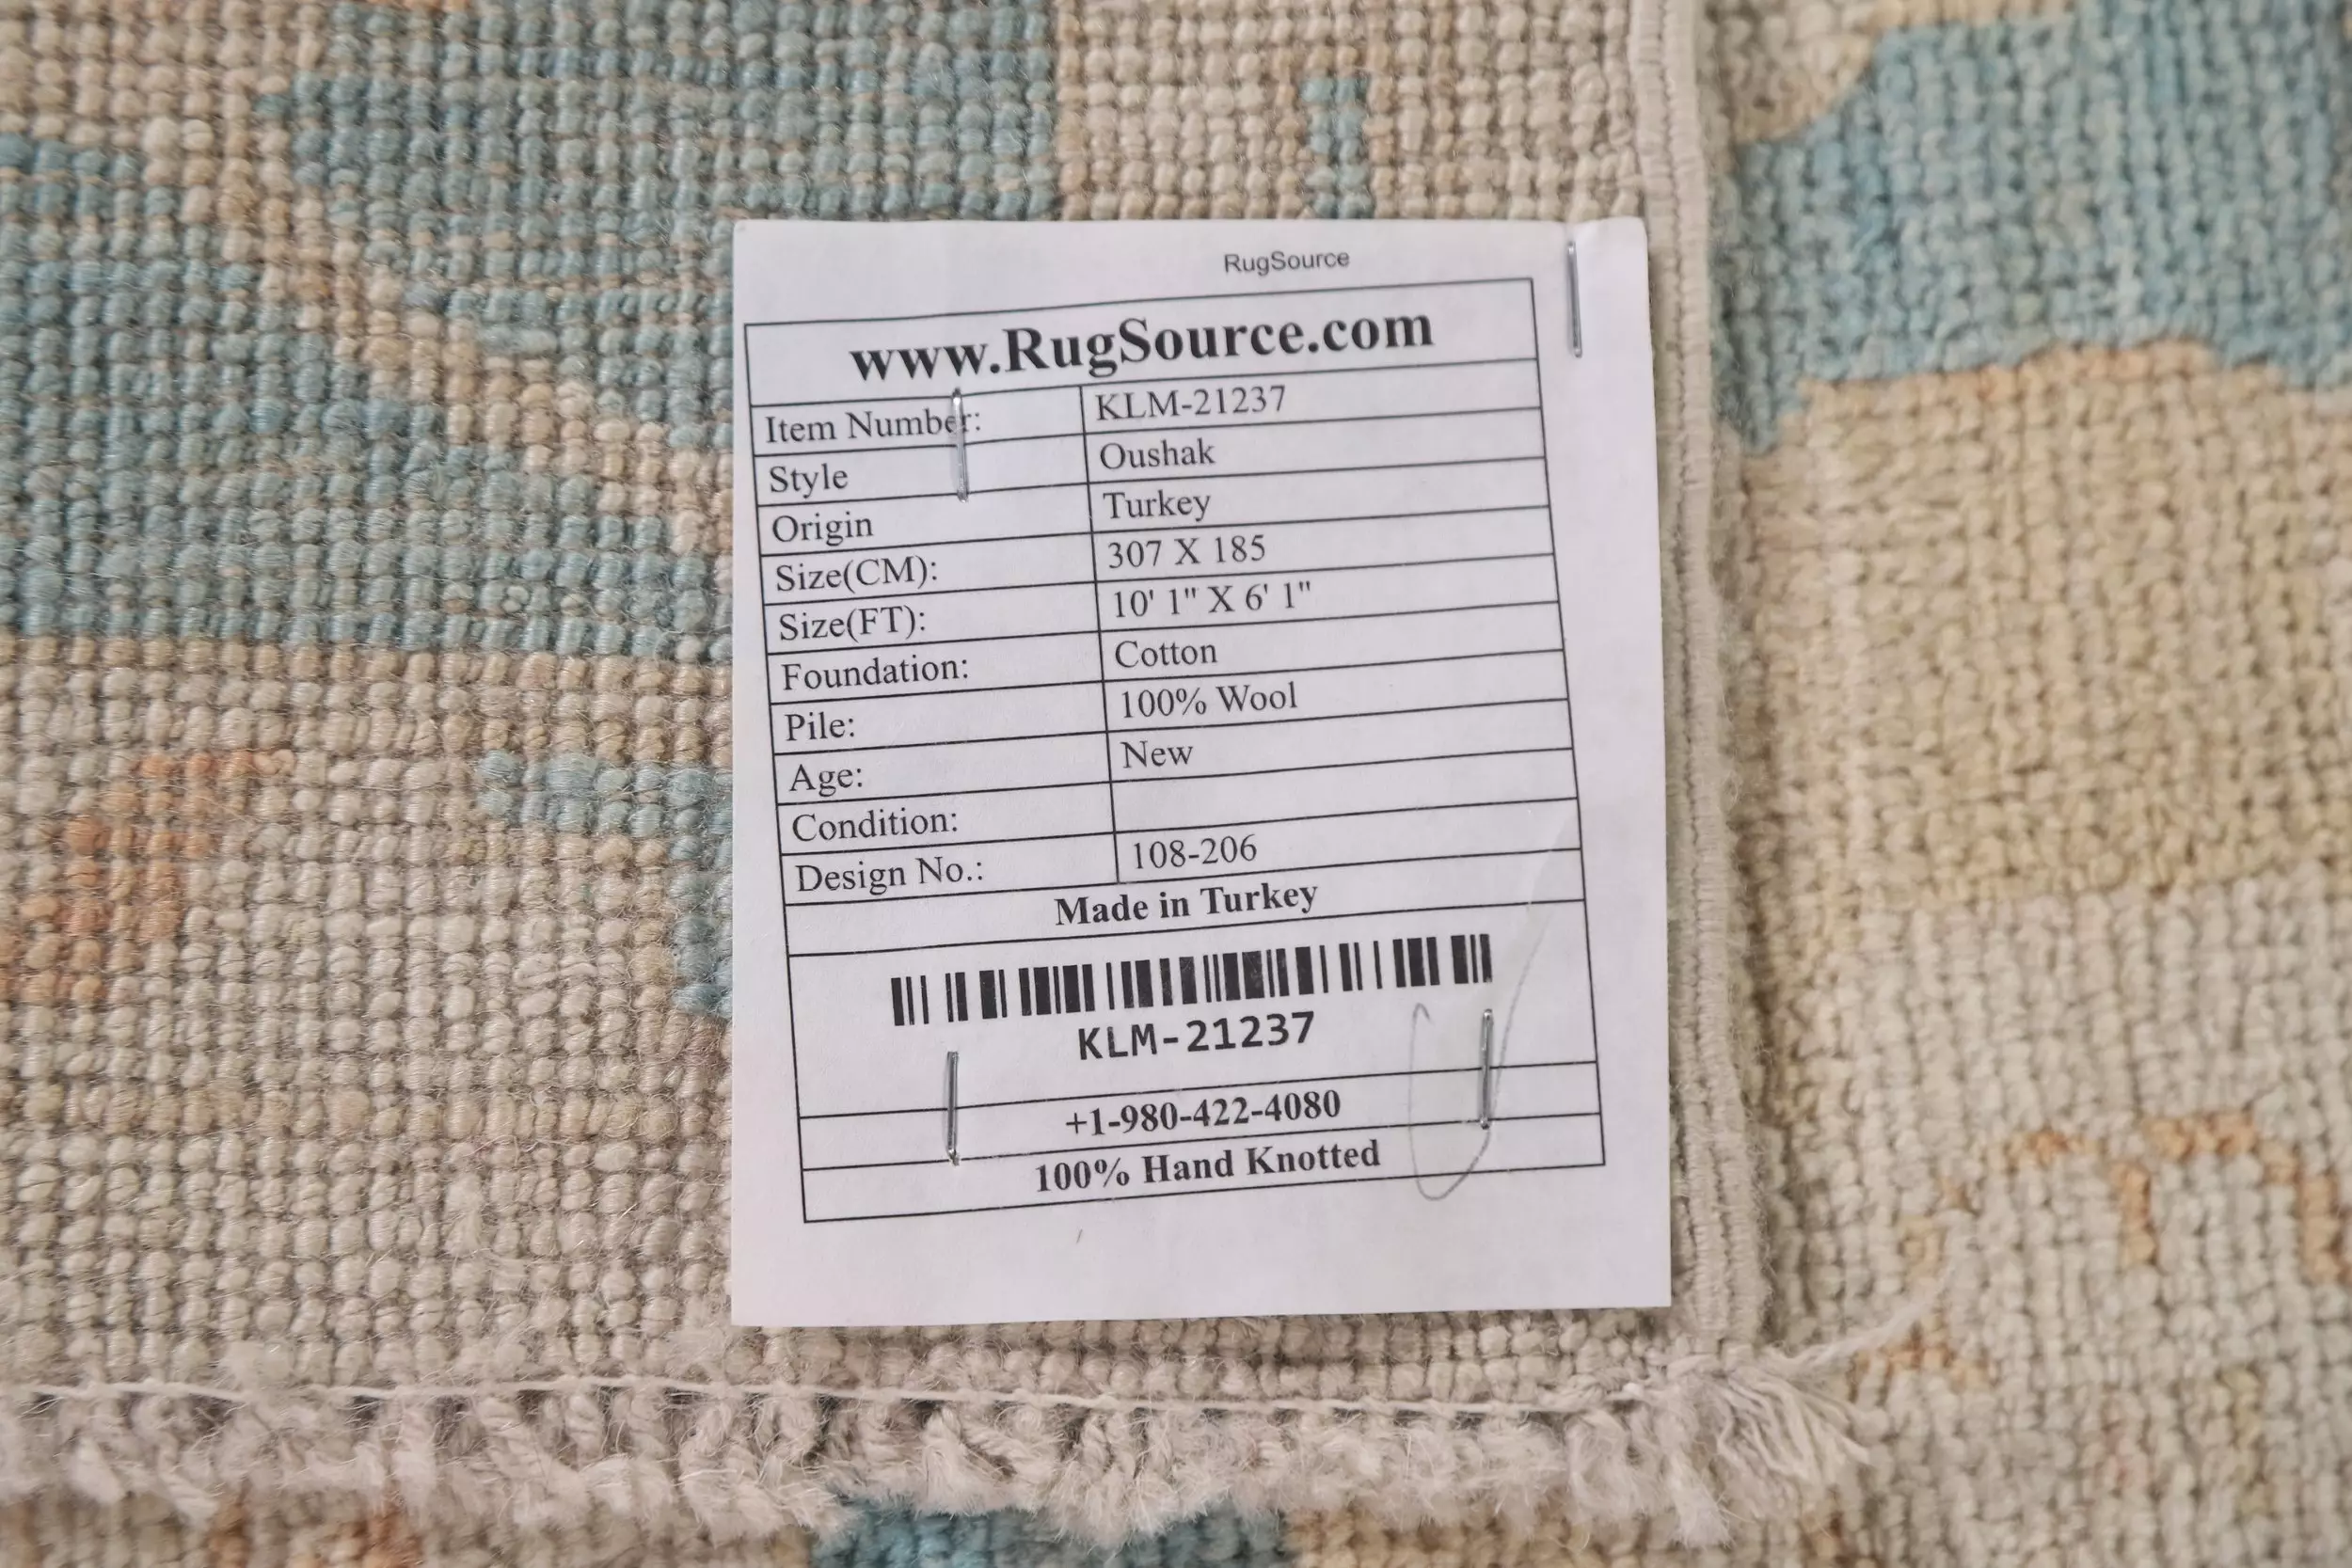 RugSource
www.RugSource.com
Item Number: KLM-21237
Style Oushak
Origin Turkey
Size(CM): 307 X 185
Size(FT): 10' 1" X 6' 1"
Foundation: Cotton
Pile: 100% Wool
Age: New
Condition:
Design No.: 108-206
Made in Turkey
KLM-21237
+1-980-422-4080
100% Hand Knotted